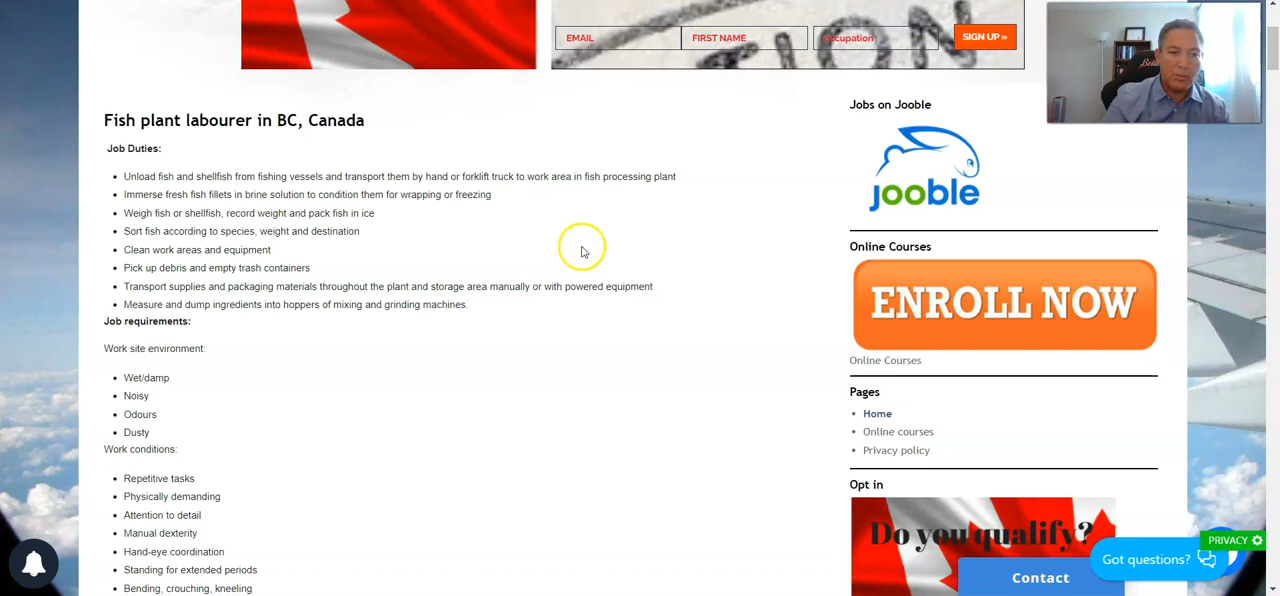 EMAIL
FIRST NAME
occupation
SIGN UP »
TION
Fish plant labourer in BC, Canada
Job Duties:
Unload fish and shellfish from fishing vessels and transport them by hand or forklift truck to work area in fish processing plant
Immerse fresh fish fillets in brine solution to condition them for wrapping or freezing
Weigh fish or shellfish, record weight and pack fish in ice
Sort fish according to species, weight and destination
Clean work areas and equipment
Pick up debris and empty trash containers
Transport supplies and packaging materials throughout the plant and storage area manually or with powered equipment
Measure and dump ingredients into hoppers of mixing and grinding machines.
Job requirements:
Work site environment:
Wet/damp
Noisy
Odours
Dusty
Work conditions:
Repetitive tasks
Physically demanding
Attention to detail
Manual dexterity
Hand-eye coordination
Standing for extended periods
Bending, crouching, kneeling
Jobs on Jooble
jooble
Online Courses
ENROLL NOW
Online Courses
Pages
Home
Online courses
Privacy policy
Opt in
Do you qualify?
PRIVACY
Got questions?
Contact